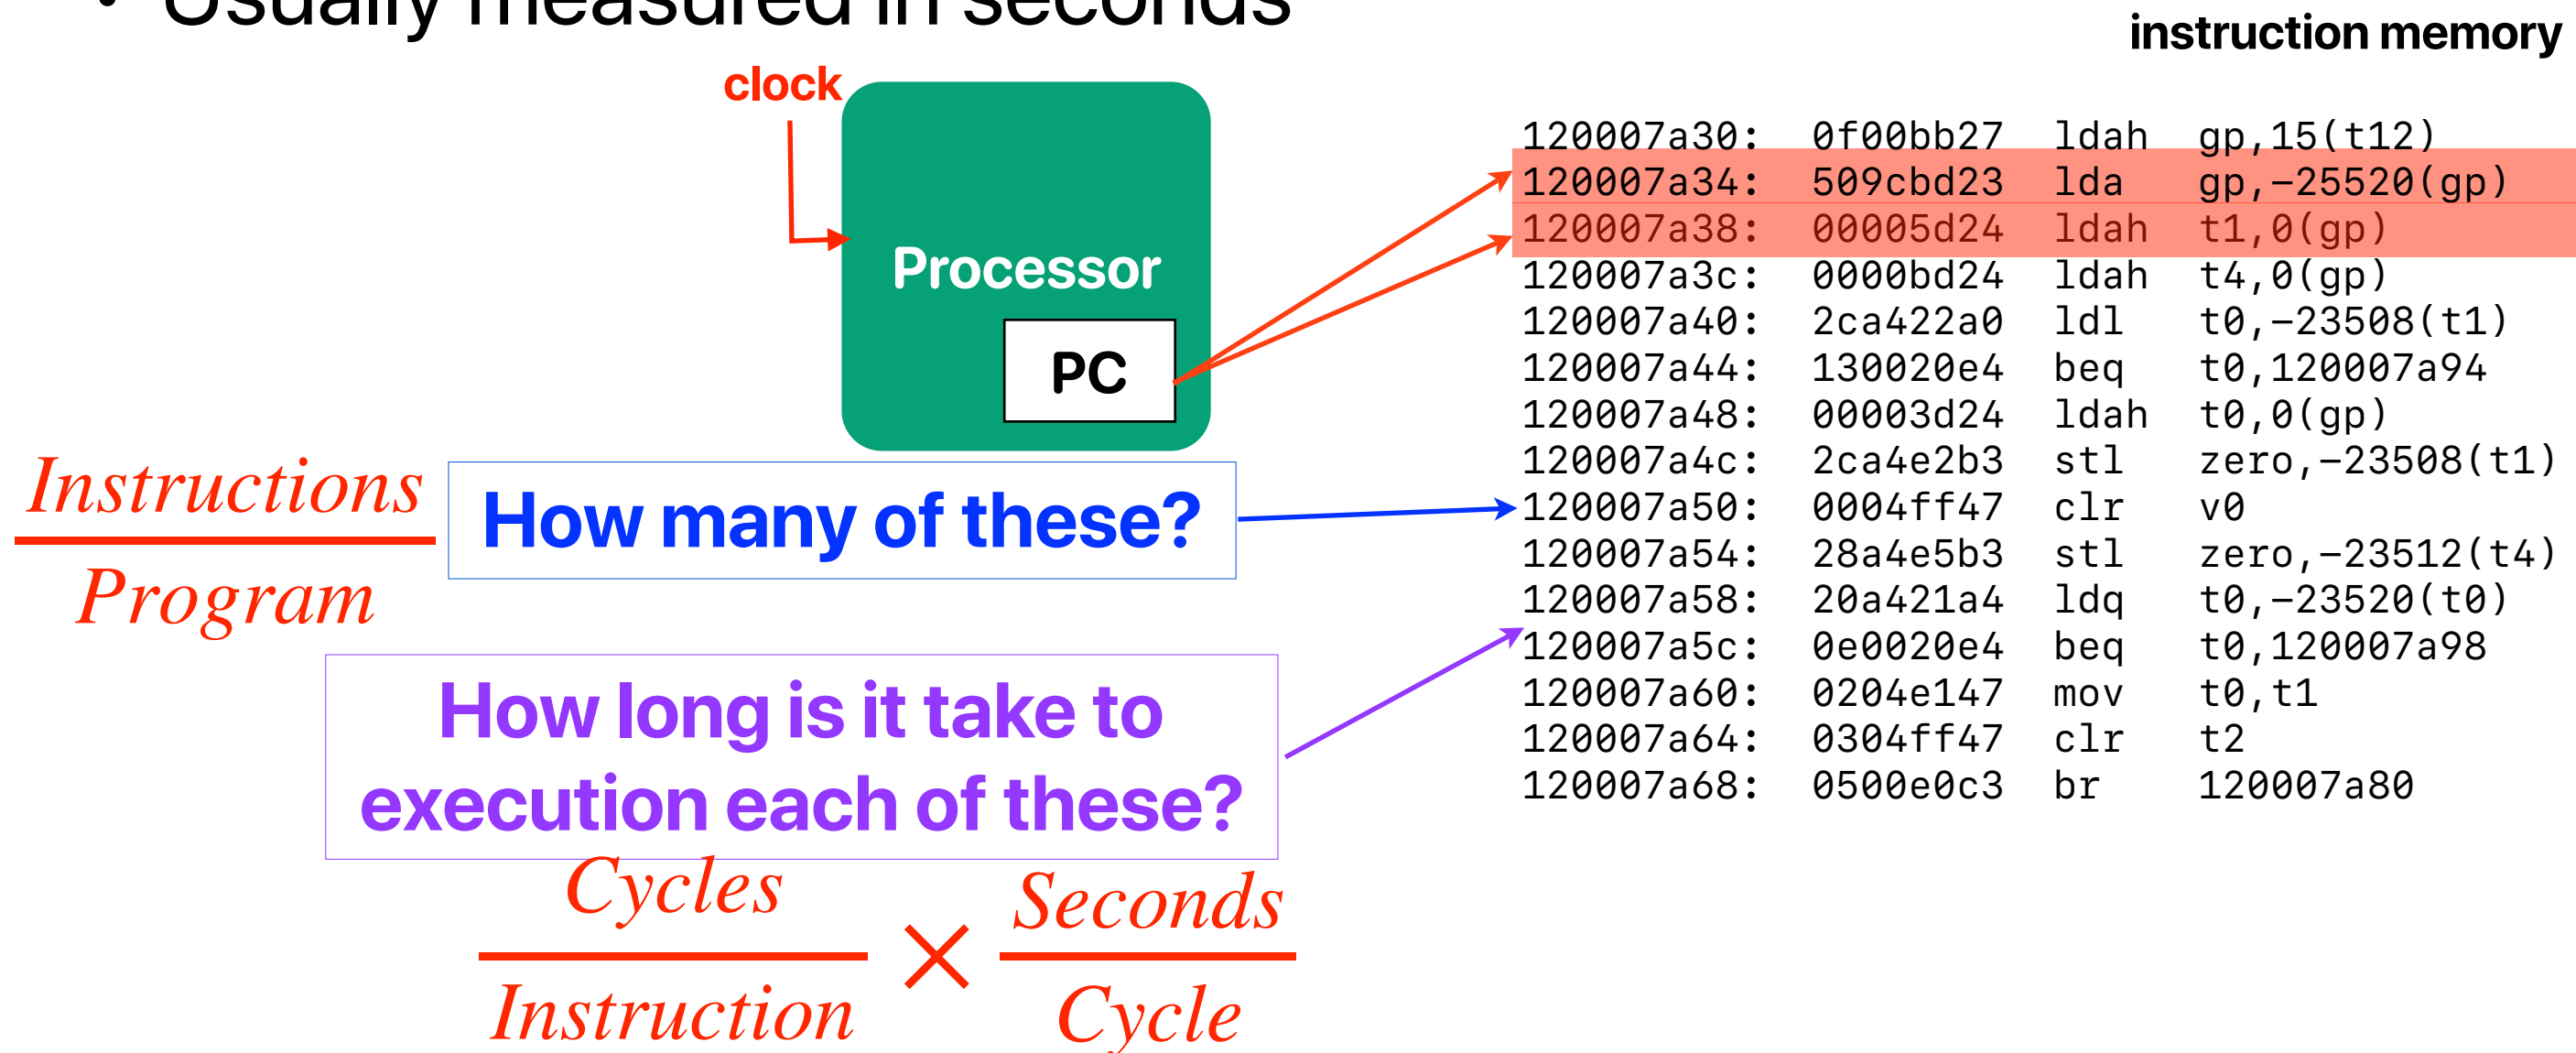 • Usually measured in seconds
instruction memory
clock
Processor
PC
120007a30: 0f00bb27 ldah gp,15(t12)
120007a34: 509cbd23 lda gp,-25520(gp)
120007a38: 00005d24 ldah t1,0(gp)
120007a3c: 0000bd24 ldah t4,0(gp)
120007a40: 2ca422a0 ldl t0,-23508(t1)
120007a44: 130020e4 beq t0,120007a94
120007a48: 00003d24 ldah t0,0(gp)
120007a4c: 2ca4e2b3 stl zero,-23508(t1)
120007a50: 0004ff47 clr v0
120007a54: 28a4e5b3 stl zero,-23512(t4)
120007a58: 20a421a4 ldq t0,-23520(t0)
120007a5c: 0e0020e4 beq t0,120007a98
120007a60: 0204e147 mov t0,t1
120007a64: 0304ff47 clr t2
120007a68: 0500e0c3 br 120007a80
Instructions
Program
How many of these?
How long is it take to
execution each of these?
Cycles
Instruction
×
Seconds
Cycle